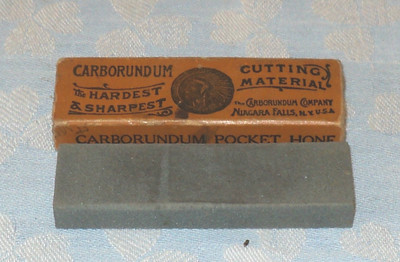 CARBORUNDUM
The HARDEST
& SHARPEST
CUTTING
MATERIAL
THE CARBORUNDUM COMPANY
NIAGARA FALLS, N.Y. U.S.A
CARBORUNDUM POCKET HONE